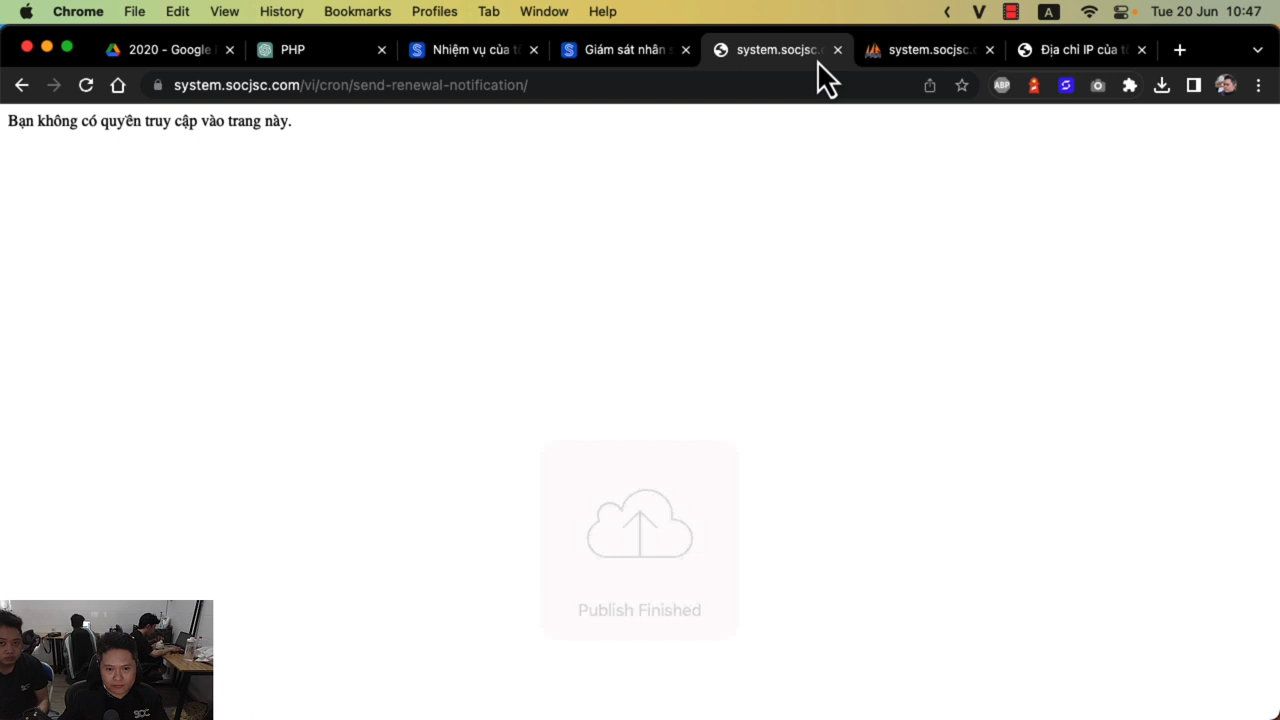 Chrome File Edit View History Bookmarks Profiles Tab Window Help V A Tue 20 Jun 10:47
2020 - Google PHP Nhiệm vụ của Giám sát nhân system.socjsc. system.socjsc. Địa chỉ IP của
system.socjsc.com/vi/cron/send-renewal-notification/ ABP
Bạn không có quyền truy cập vào trang này.
Publish Finished
SOC